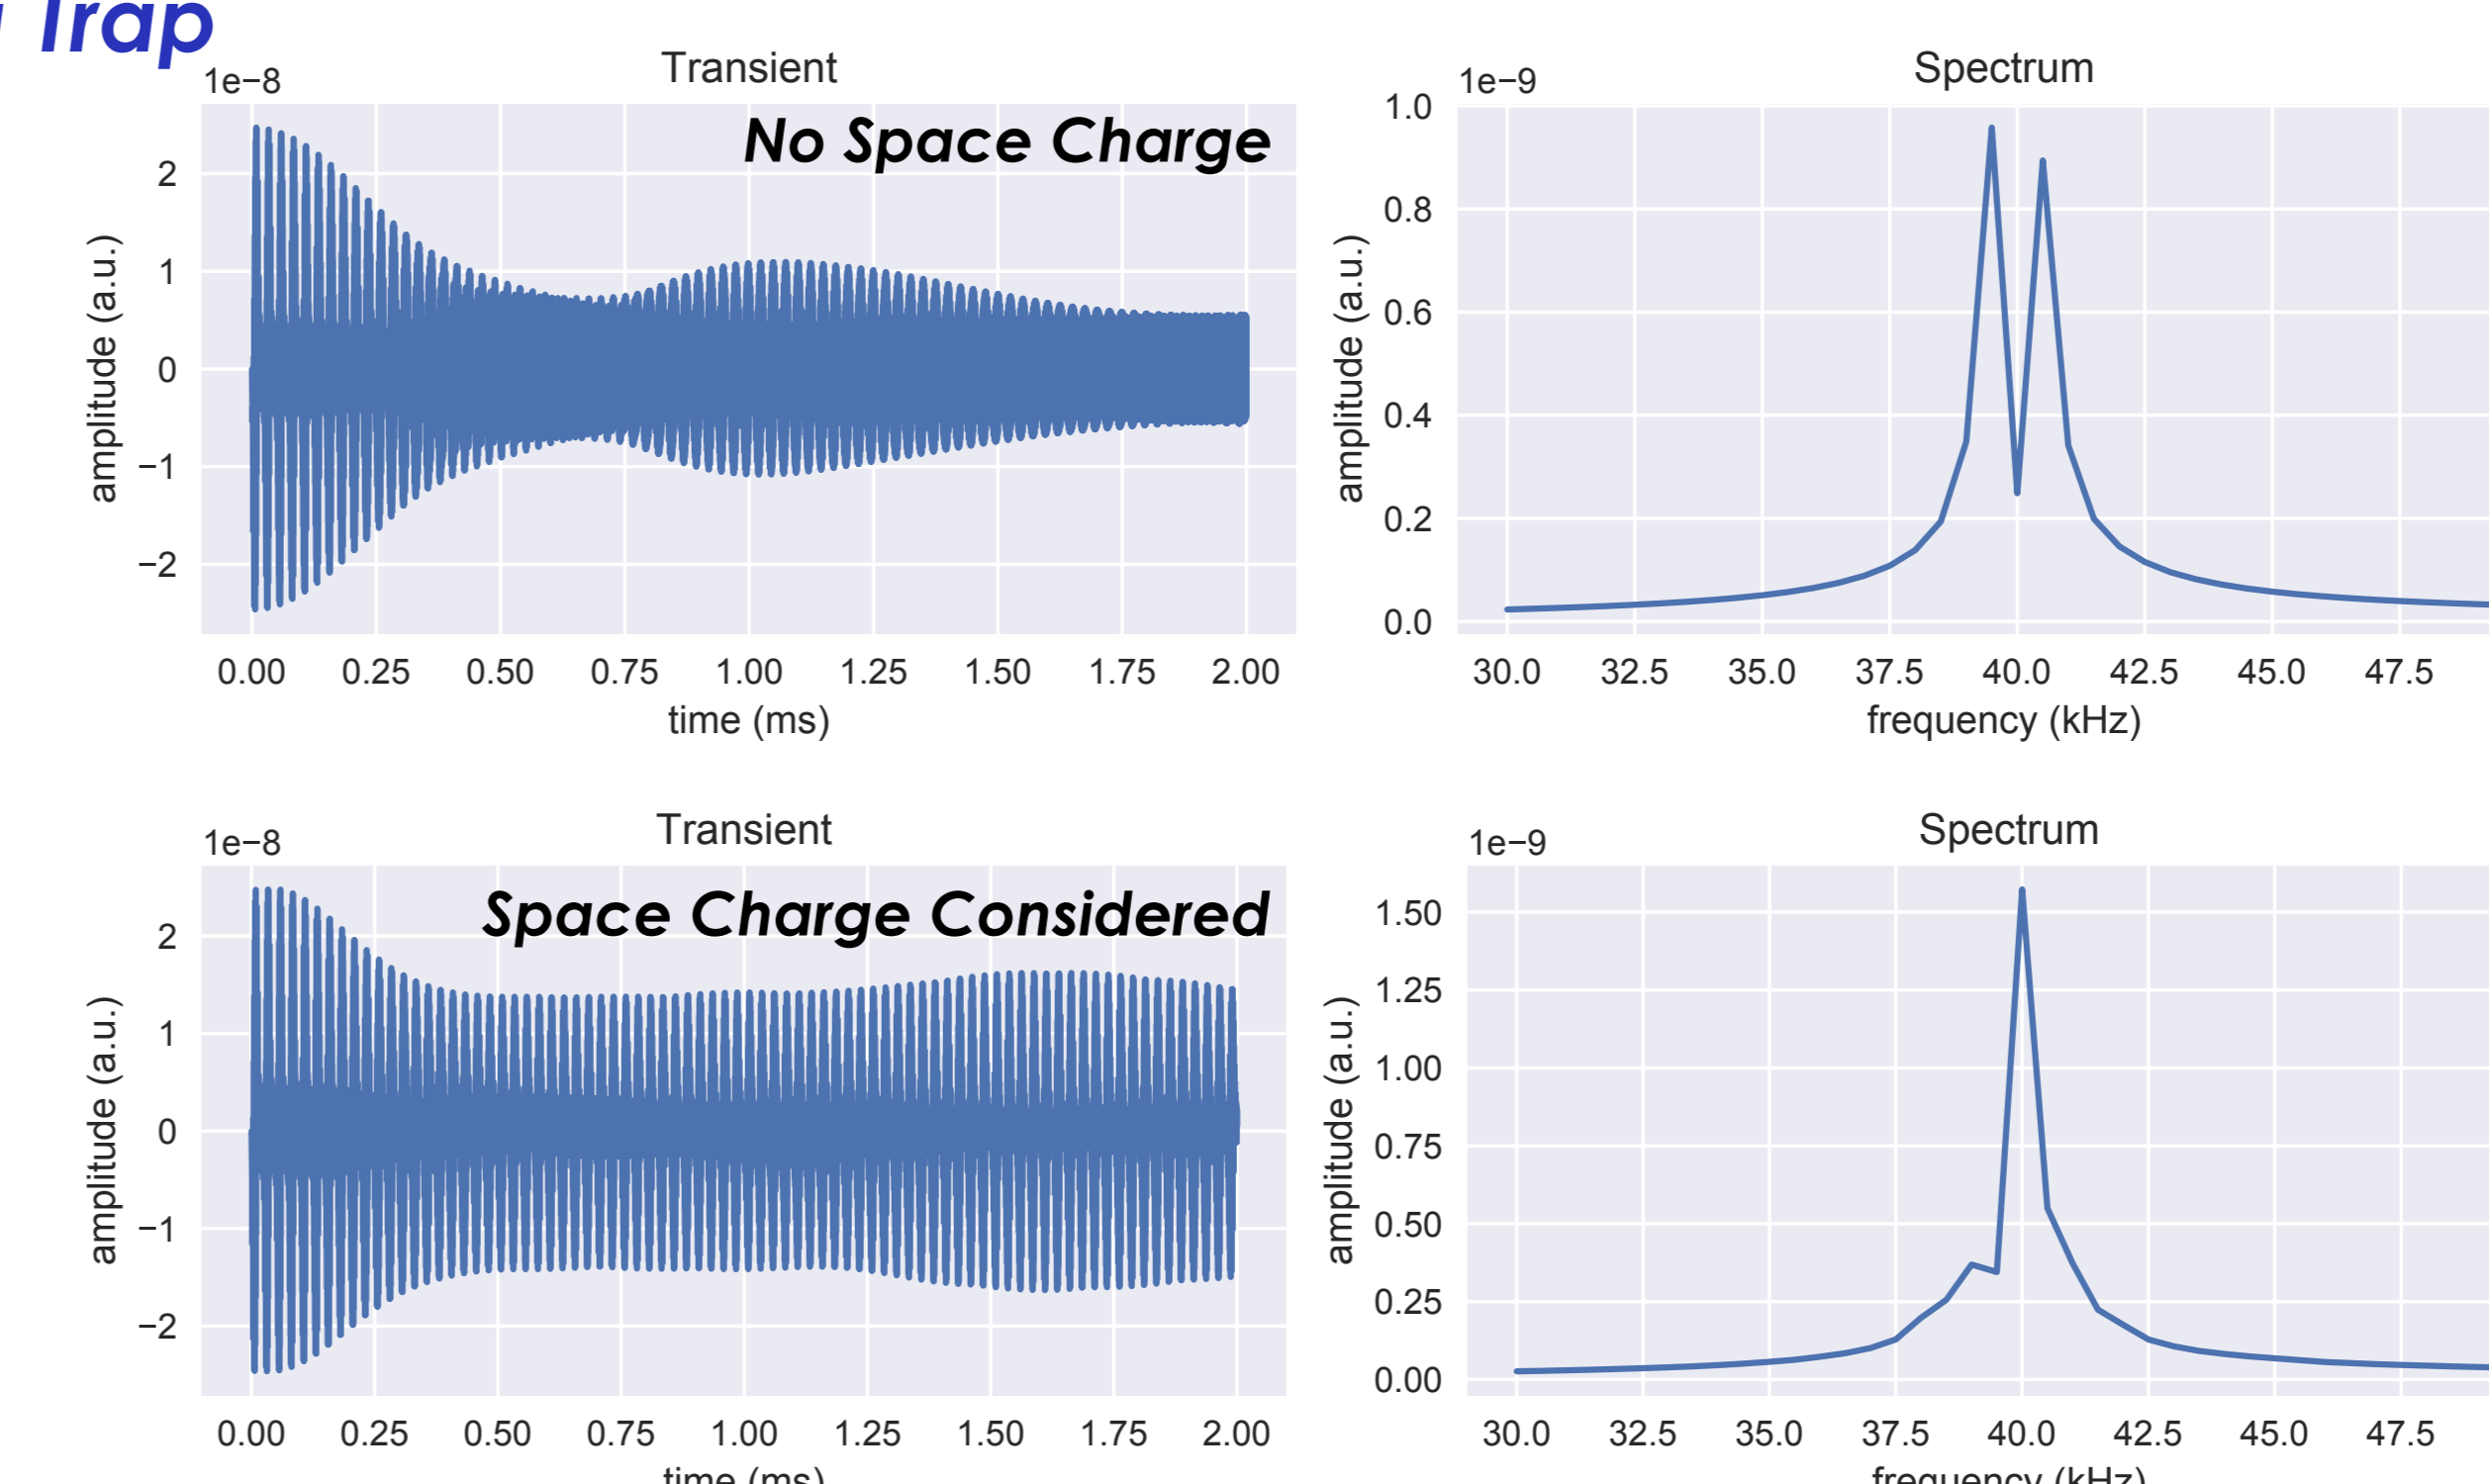 Trap
Transient
1e−8
No Space Charge
amplitude (a.u.)
2
1
0
−1
−2
0.00 0.25 0.50 0.75 1.00 1.25 1.50 1.75 2.00
time (ms)
Spectrum
1e−9
amplitude (a.u.)
1.0
0.8
0.6
0.4
0.2
0.0
30.0 32.5 35.0 37.5 40.0 42.5 45.0 47.5
frequency (kHz)
Transient
1e−8
Space Charge Considered
amplitude (a.u.)
2
1
0
−1
−2
0.00 0.25 0.50 0.75 1.00 1.25 1.50 1.75 2.00
time (ms)
Spectrum
1e−9
amplitude (a.u.)
1.50
1.25
1.00
0.75
0.50
0.25
0.00
30.0 32.5 35.0 37.5 40.0 42.5 45.0 47.5
frequency (kHz)